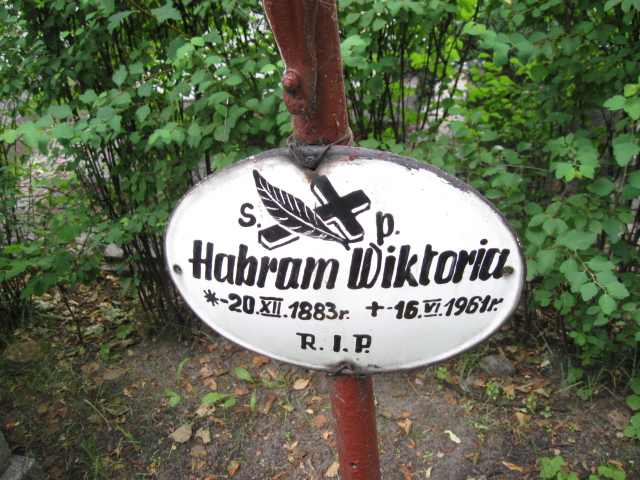 s. p.
Habram Wiktoria
*-20.XII.1883r. +-16.VI.1961r.
R.I.P.